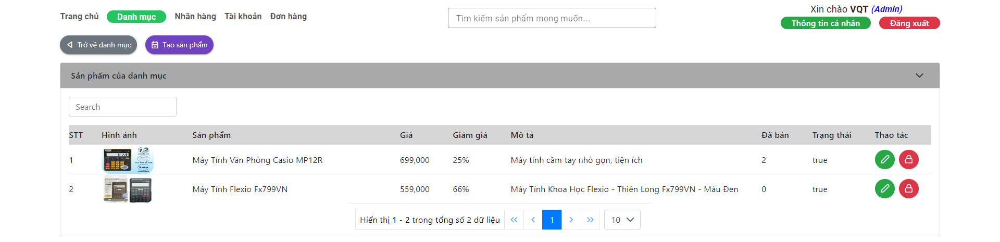 Trang chủ Danh mục Nhãn hàng Tài khoản Đơn hàng
Tìm kiếm sản phẩm mong muốn...
Xin chào VQT (Admin)
Thông tin cá nhân Đăng xuất
Trở về danh mục Tạo sản phẩm
Sản phẩm của danh mục
Search
STT Hình ảnh Sản phẩm Giá Giảm giá Mô tả Đã bán Trạng thái Thao tác
1 Máy Tính Văn Phòng Casio MP12R 699,000 25% Máy tính cầm tay nhỏ gọn, tiện ích 2 true
2 Máy Tính Flexio Fx799VN 559,000 66% Máy Tính Khoa Học Flexio - Thiên Long Fx799VN - Màu Đen 0 true
Hiển thị 1 - 2 trong tổng số 2 dữ liệu 1 10